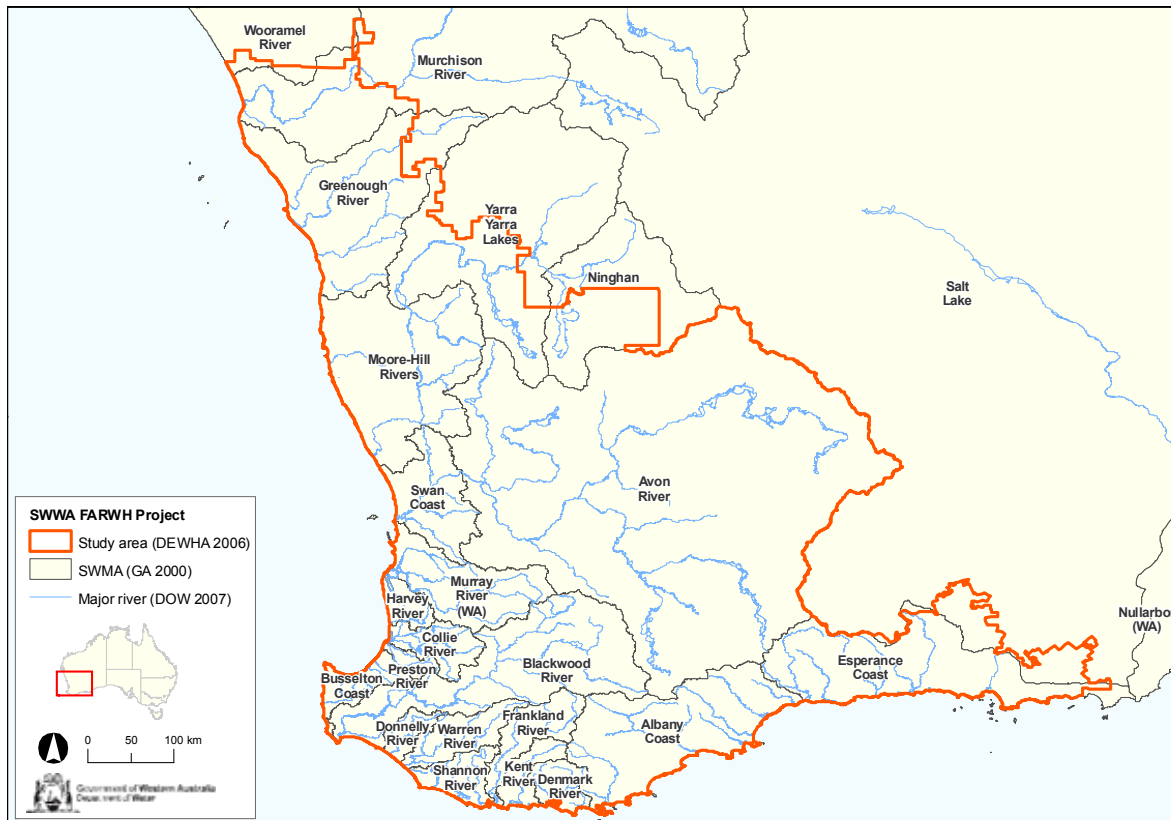 Wooramel
River
Murchison
River
Greenough
River
Yarra
Yarra
Lakes
Ninghan
Salt
Lake
Moore-Hill
Rivers
Swan
Coast
Avon
River
Murray
River
(WA)
Harvey
River
Collie
River
Preston
River
Busselton
Coast
Blackwood
River
Nullarbor
(WA)
Esperance
Coast
Donnelly
River
Warren
River
Frankland
River
Albany
Coast
Shannon
River
Kent
River
Denmark
River
SWWA FARWH Project
Study area (DEWHA 2006)
SWMA (GA 2000)
Major river (DOW 2007)
0 50 100 km
Government of Western Australia
Department of Water